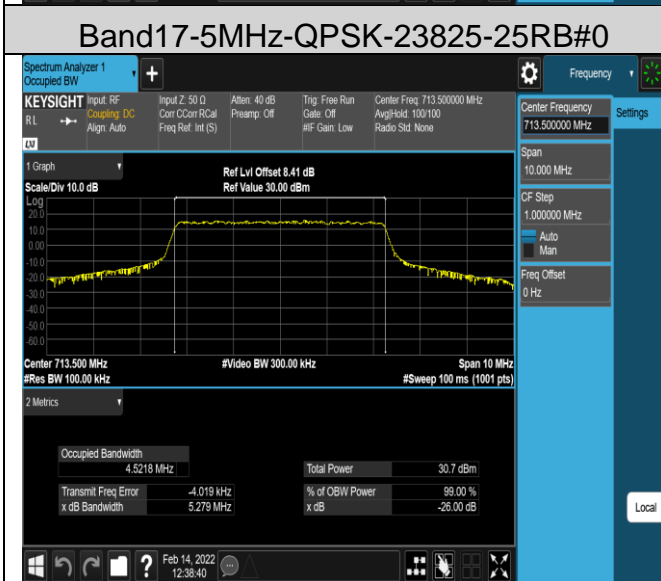 Band17-5MHz-QPSK-23825-25RB#0
Spectrum Analyzer 1
Occupied BW
+
Frequency
KEYSIGHT
RL
LXI
Input: RF
Coupling: DC
Align: Auto
Input Z: 50 Ω
Corr CCorr RCal
Freq Ref: Int (S)
Atten: 40 dB
Preamp: Off
Trig: Free Run
Gate: Off
#IF Gain: Low
Center Freq: 713.500000 MHz
Avg|Hold: 100/100
Radio Std: None
Center Frequency
713.500000 MHz
Settings
Span
10.000 MHz
CF Step
1.000000 MHz
Auto
Man
Freq Offset
0 Hz
1 Graph
Scale/Div 10.0 dB
Ref Lvl Offset 8.41 dB
Ref Value 30.00 dBm
Log
20.0
10.0
0.00
-10.0
-20.0
-30.0
-40.0
-50.0
-60.0
Center 713.500 MHz
#Video BW 300.00 kHz
Span 10 MHz
#Res BW 100.00 kHz
#Sweep 100 ms (1001 pts)
2 Metrics
Occupied Bandwidth
4.5218 MHz
Total Power 30.7 dBm
Transmit Freq Error -4.019 kHz
% of OBW Power 99.00 %
x dB Bandwidth 5.279 MHz
x dB -26.00 dB
Local
?
Feb 14, 2022
12:38:40